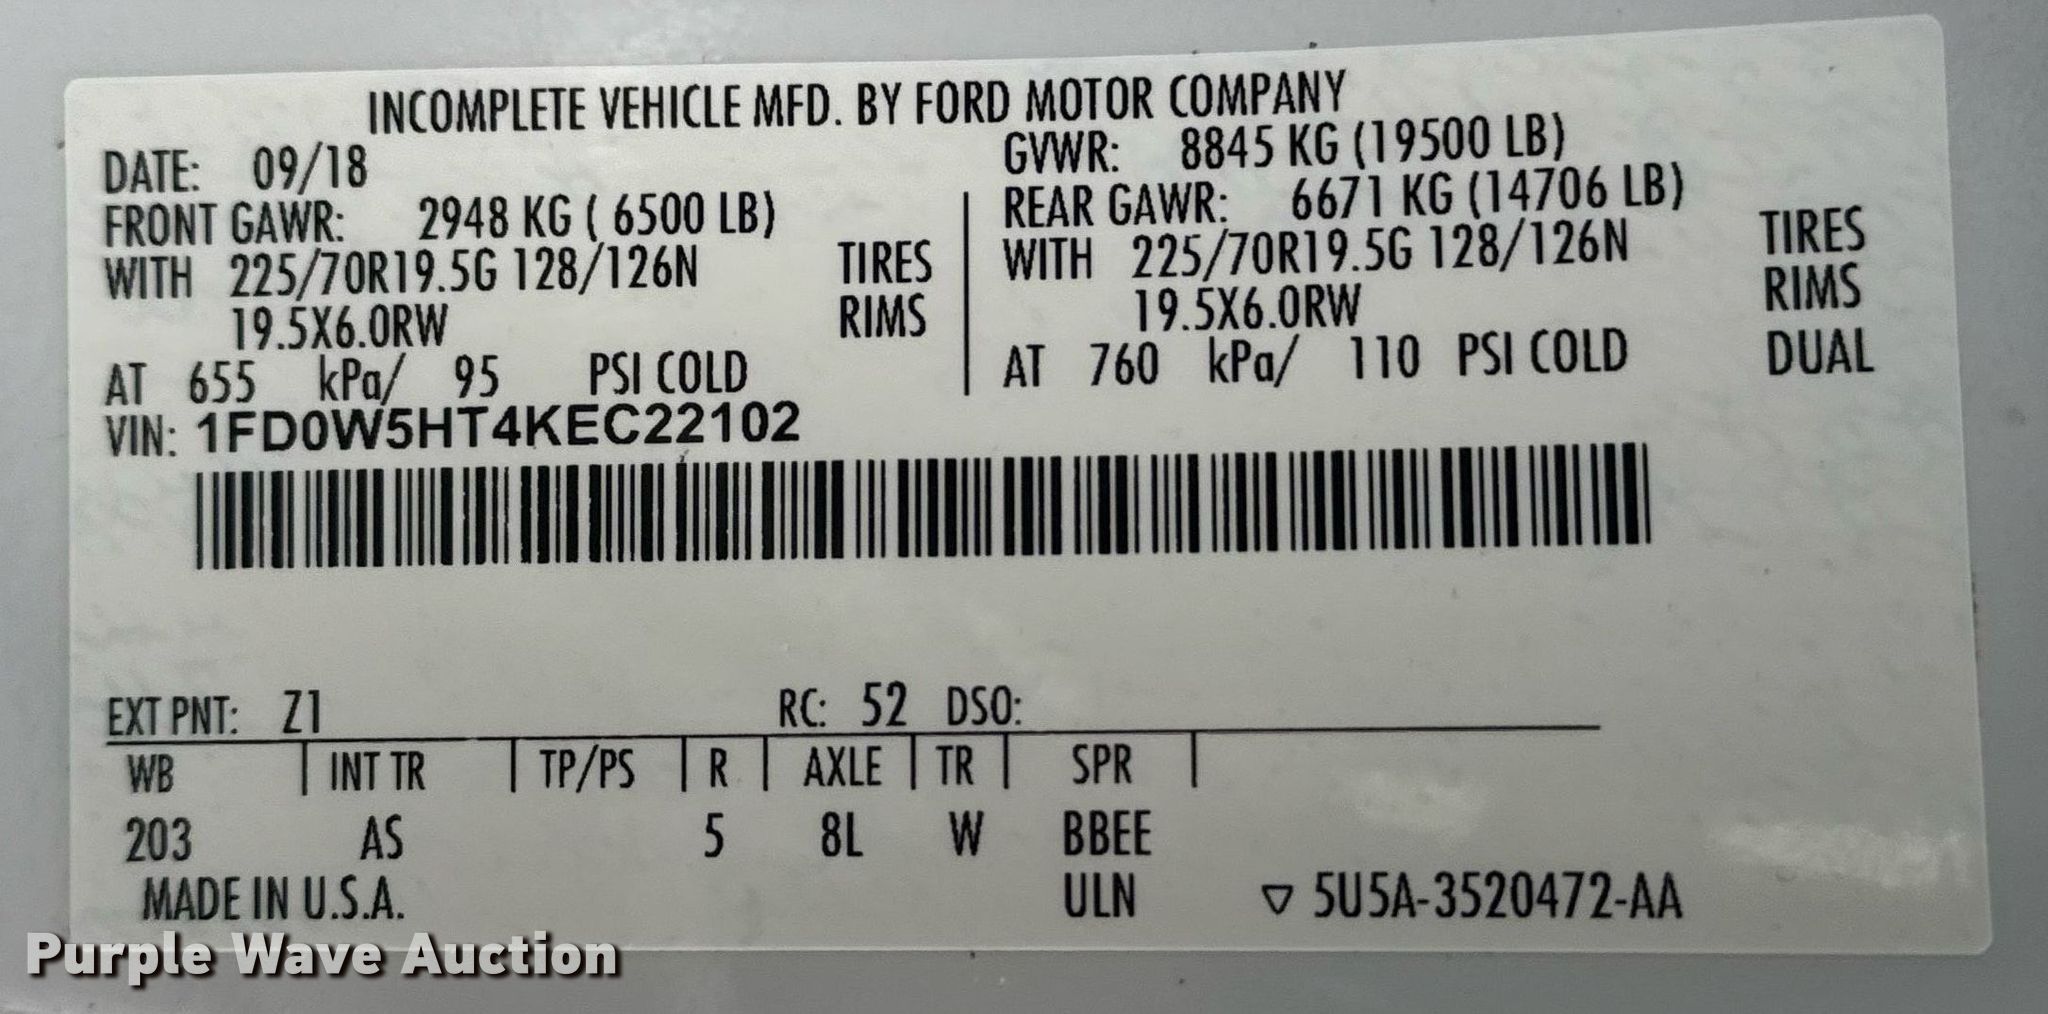 INCOMPLETE VEHICLE MFD. BY FORD MOTOR COMPANY
DATE: 09/18
GVWR: 8845 KG (19500 LB)
FRONT GAWR: 2948 KG ( 6500 LB)
REAR GAWR: 6671 KG (14706 LB)
WITH 225/70R19.5G 128/126N TIRES
WITH 225/70R19.5G 128/126N TIRES
19.5X6.0RW RIMS
19.5X6.0RW RIMS
AT 655 kPa/ 95 PSI COLD
AT 760 kPa/ 110 PSI COLD DUAL
VIN: 1FD0W5HT4KEC22102
EXT PNT: Z1 RC: 52 DSO:
WB INT TR TP/PS R AXLE TR SPR
203 AS 5 8L W BBEE
MADE IN U.S.A. ULN ▽ 5U5A-3520472-AA
Purple Wave Auction